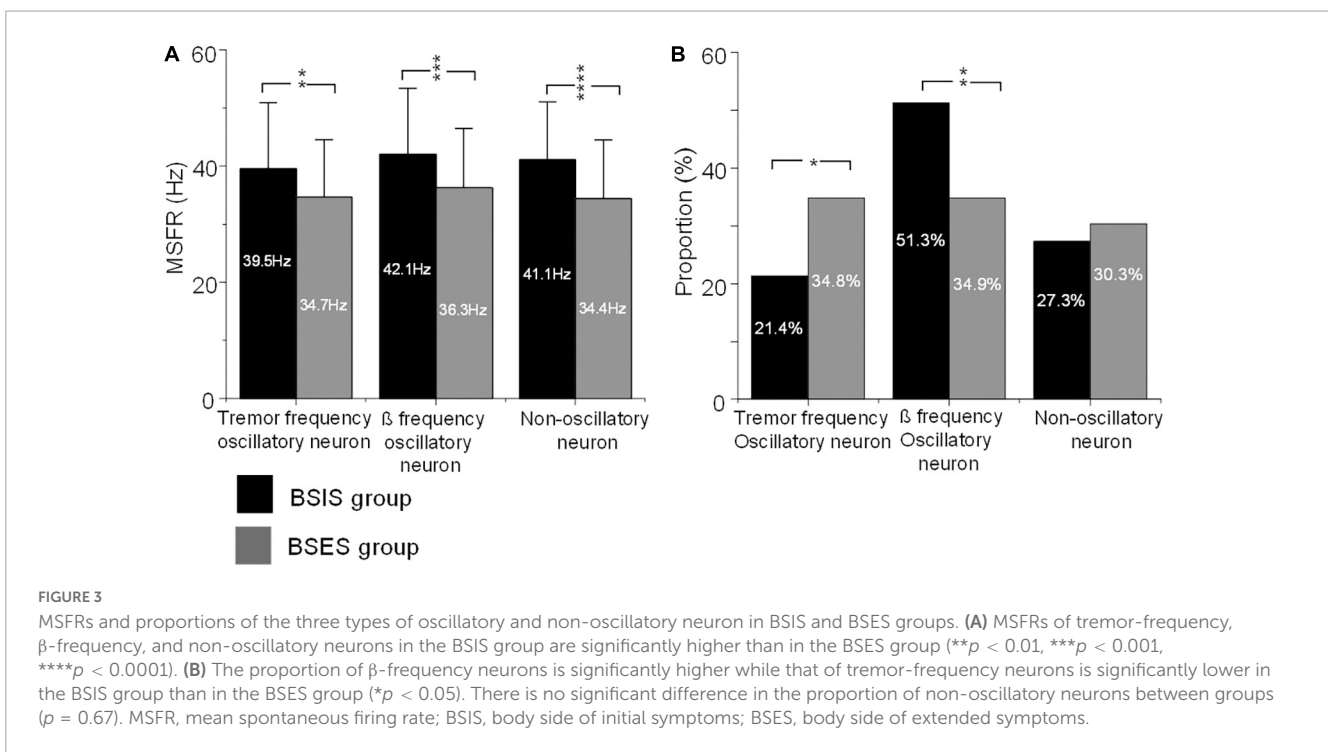 A
60
40
20
0
MSFR (Hz)
**
***
****
39.5Hz
34.7Hz
42.1Hz
36.3Hz
41.1Hz
34.4Hz
Tremor frequency
oscillatory neuron
ß frequency
oscillatory
neuron
Non-oscillatory
neuron
B
60
40
20
0
Proportion (%)
*
**
21.4%
34.8%
51.3%
34.9%
27.3%
30.3%
Tremor frequency
Oscillatory neuron
ß frequency
Oscillatory
neuron
Non-oscillatory
neuron
BSIS group
BSES group
FIGURE 3
MSFRs and proportions of the three types of oscillatory and non-oscillatory neuron in BSIS and BSES groups. (A) MSFRs of tremor-frequency,
β-frequency, and non-oscillatory neurons in the BSIS group are significantly higher than in the BSES group (**p < 0.01, ***p < 0.001,
****p < 0.0001). (B) The proportion of β-frequency neurons is significantly higher while that of tremor-frequency neurons is significantly lower in
the BSIS group than in the BSES group (*p < 0.05). There is no significant difference in the proportion of non-oscillatory neurons between groups
(p = 0.67). MSFR, mean spontaneous firing rate; BSIS, body side of initial symptoms; BSES, body side of extended symptoms.